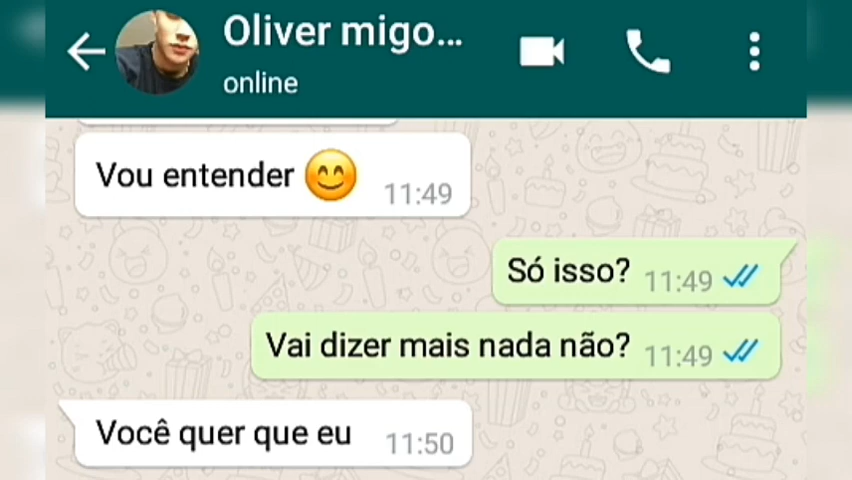 Oliver migo...
online
Vou entender 😊 11:49
Só isso? 11:49
Vai dizer mais nada não? 11:49
Você quer que eu 11:50